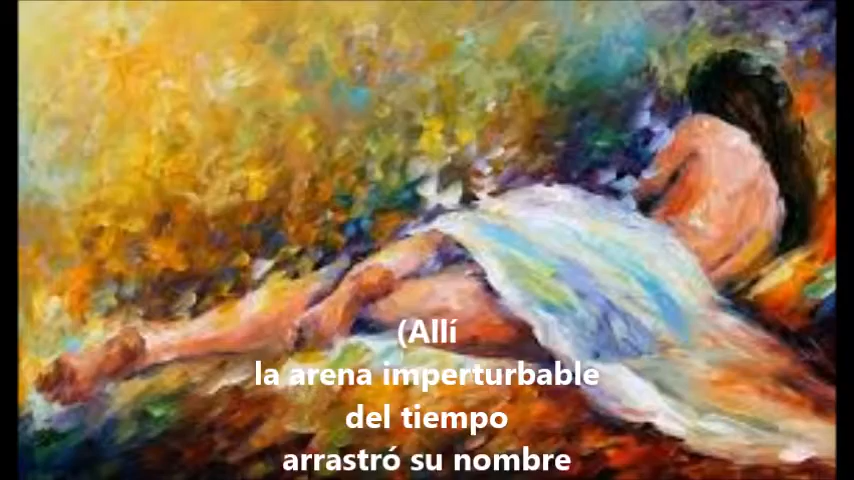 (Allí
la arena imperturbable
del tiempo
arrastró su nombre